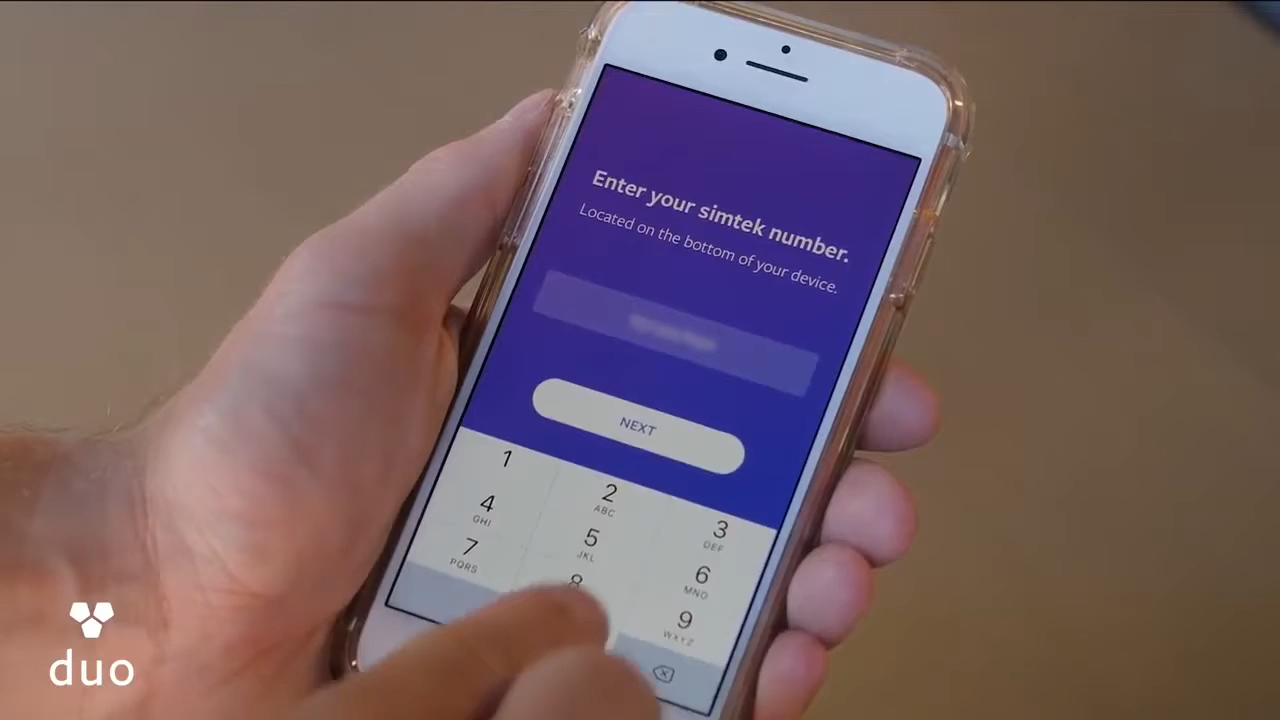 Enter your simtek number.
Located on the bottom of your device.
NEXT
1
2
ABC
3
DEF
4
GHI
5
JKL
6
MNO
7
PQRS
8
9
WXYZ
duo